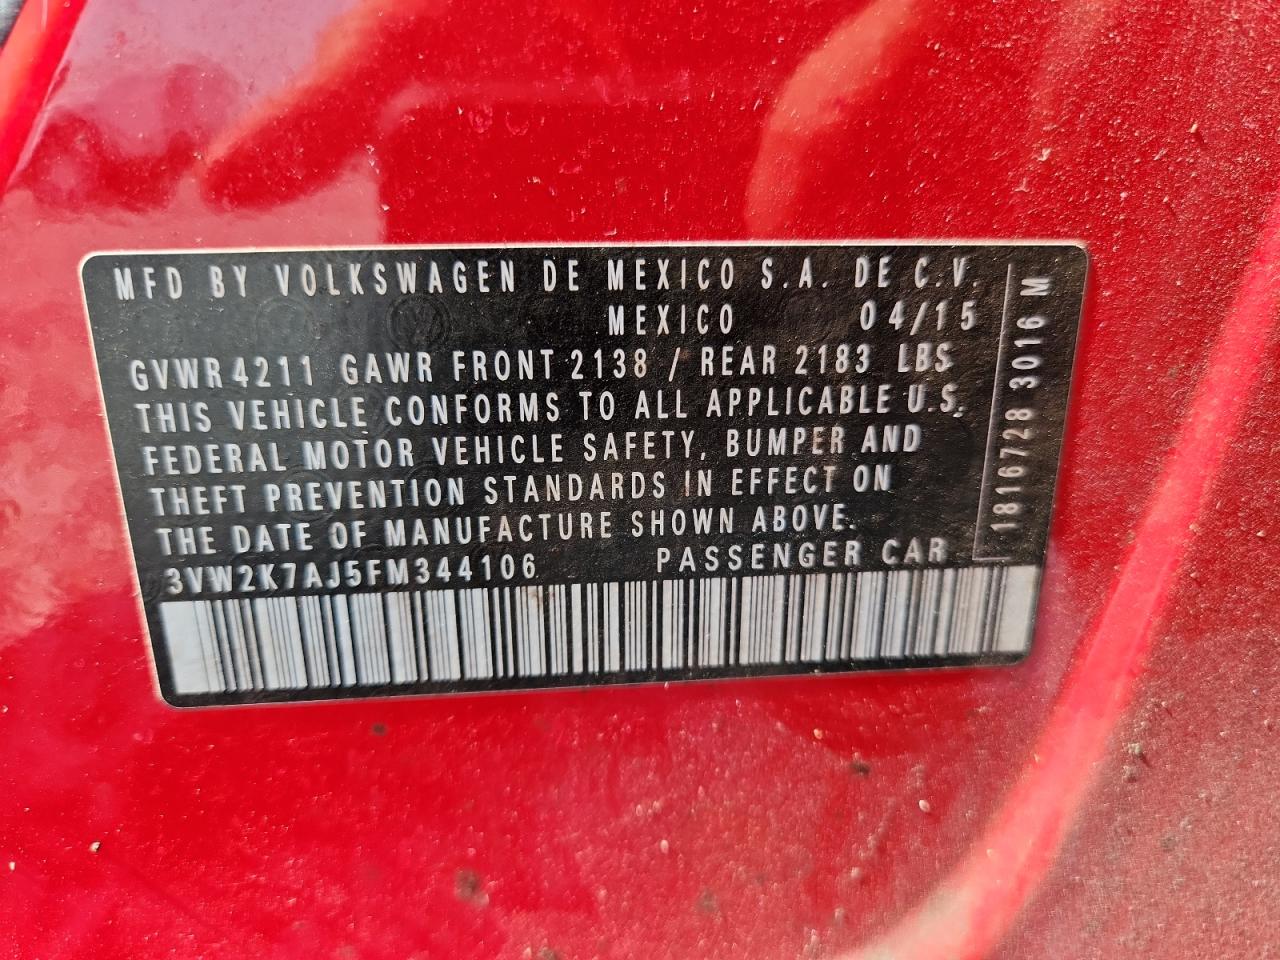 MFD BY VOLKSWAGEN DE MEXICO S.A. DE C.V.
MEXICO 04/15
GVWR 4211 GAWR FRONT 2138 / REAR 2183 LBS
THIS VEHICLE CONFORMS TO ALL APPLICABLE U.S.
FEDERAL MOTOR VEHICLE SAFETY, BUMPER AND
THEFT PREVENTION STANDARDS IN EFFECT ON
THE DATE OF MANUFACTURE SHOWN ABOVE.
3VW2K7AJ5FM344106 PASSENGER CAR
1816728 3016 M